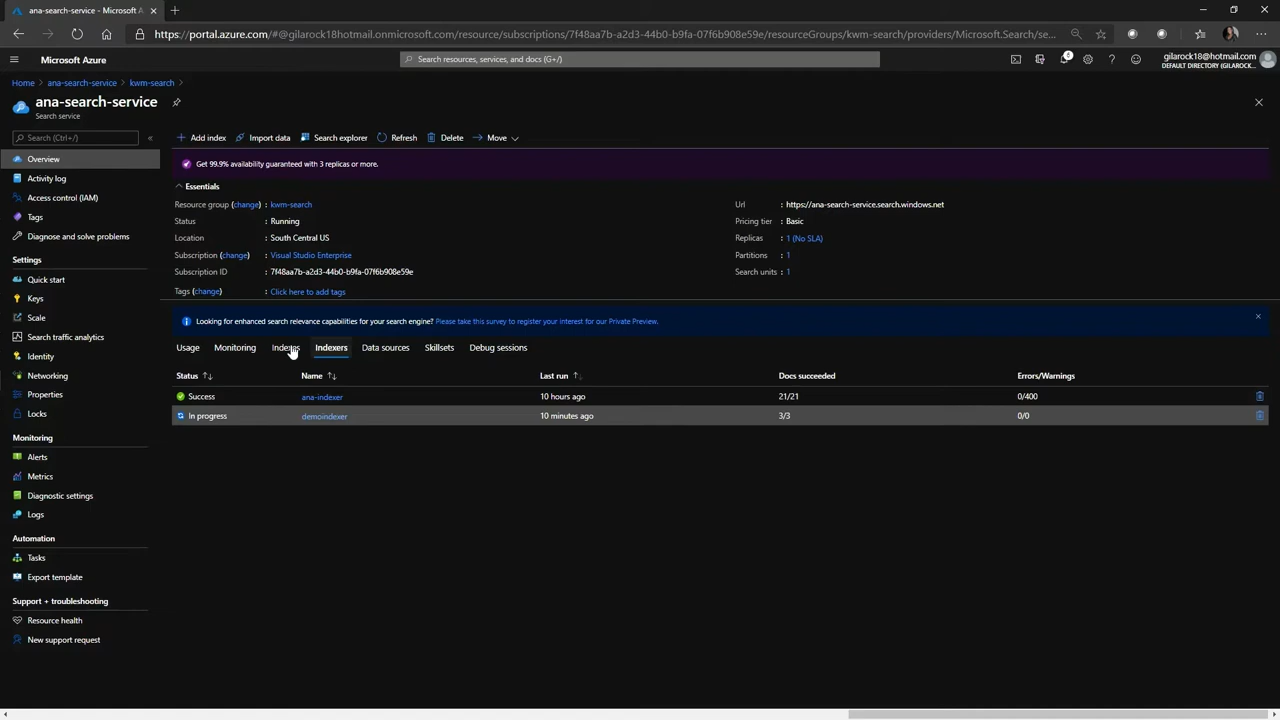 ana-search-service - Microsoft A
https://portal.azure.com/#@gilarock18hotmail.onmicrosoft.com/resource/subscriptions/7f48aa7b-a2d3-44b0-b9fa-07f6b908e59e/resourceGroups/kwm-search/providers/Microsoft.Search/se...
Microsoft Azure
Search resources, services, and docs (G+/)
6
gilarock18@hotmail.com
DEFAULT DIRECTORY (GILAROCK...
Home > ana-search-service > kwm-search >
ana-search-service
Search service
Search (Ctrl+/)
«
Add index
Import data
Search explorer
Refresh
Delete
Move
Get 99.9% availability guaranteed with 3 replicas or more.
Overview
Activity log
Access control (IAM)
Tags
Diagnose and solve problems
Settings
Quick start
Keys
Scale
Search traffic analytics
Identity
Networking
Properties
Locks
Monitoring
Alerts
Metrics
Diagnostic settings
Logs
Automation
Tasks
Export template
Support + troubleshooting
Resource health
New support request
Essentials
Resource group (change) : kwm-search
Status : Running
Location : South Central US
Subscription (change) : Visual Studio Enterprise
Subscription ID : 7f48aa7b-a2d3-44b0-b9fa-07f6b908e59e
Tags (change) : Click here to add tags
Url : https://ana-search-service.search.windows.net
Pricing tier : Basic
Replicas : 1 (No SLA)
Partitions : 1
Search units : 1
Looking for enhanced search relevance capabilities for your search engine? Please take this survey to register your interest for our Private Preview.
Usage Monitoring Indexes Indexers Data sources Skillsets Debug sessions
Status Name Last run Docs succeeded Errors/Warnings
Success ana-indexer 10 hours ago 21/21 0/400
In progress demoindexer 10 minutes ago 3/3 0/0